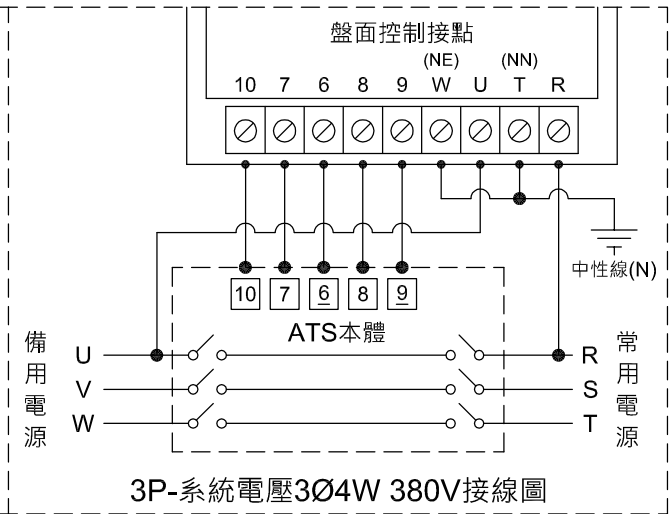 盤面控制接點
(NE) (NN)
10 7 6 8 9 W U T R
中性線(N)
10 7 6 8 9
ATS本體
備用電源
U
V
W
常用電源
R
S
T
3P-系統電壓3Ø4W 380V接線圖